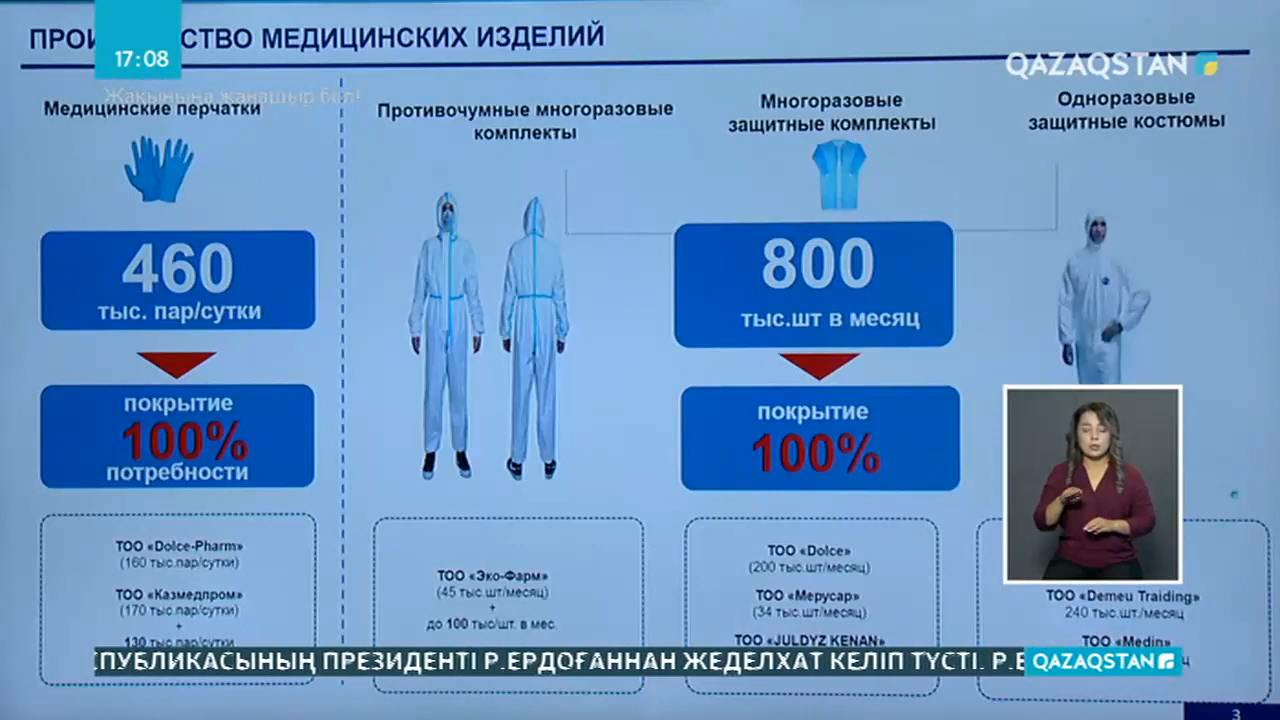 ПРОИ СТВО МЕДИЦИНСКИХ ИЗДЕЛИЙ
17:08
QAZAQSTAN
Жақыныңа жанашыр бол!
Медицинские перчатки
Противочумные многоразовые
комплекты
Многоразовые
защитные комплекты
Одноразовые
защитные костюмы
460
тыс. пар/сутки
800
тыс.шт в месяц
покрытие
100%
потребности
покрытие
100%
ТОО «Dolce-Pharm»
(160 тыс.пар/сутки)
ТОО «Казмедпром»
(170 тыс.пар/сутки)
+
130 тыс.пар/сутки
ТОО «Эко-Фарм»
(45 тыс.шт/месяц)
+
до 100 тыс/шт. в мес.
ТОО «Dolce»
(200 тыс.шт/месяц)
ТОО «Мерусар»
(34 тыс.шт/месяц)
ТОО «JULDYZ KENAN»
ТОО «Demeu Traiding»
240 тыс.шт./месяц
ТОО «Medin»
СПУБЛИКАСЫНЫҢ ПРЕЗИДЕНТІ Р.ЕРДОҒАННАН ЖЕДЕЛХАТ КЕЛІП ТҮСТІ. Р.Е
QAZAQSTAN
3